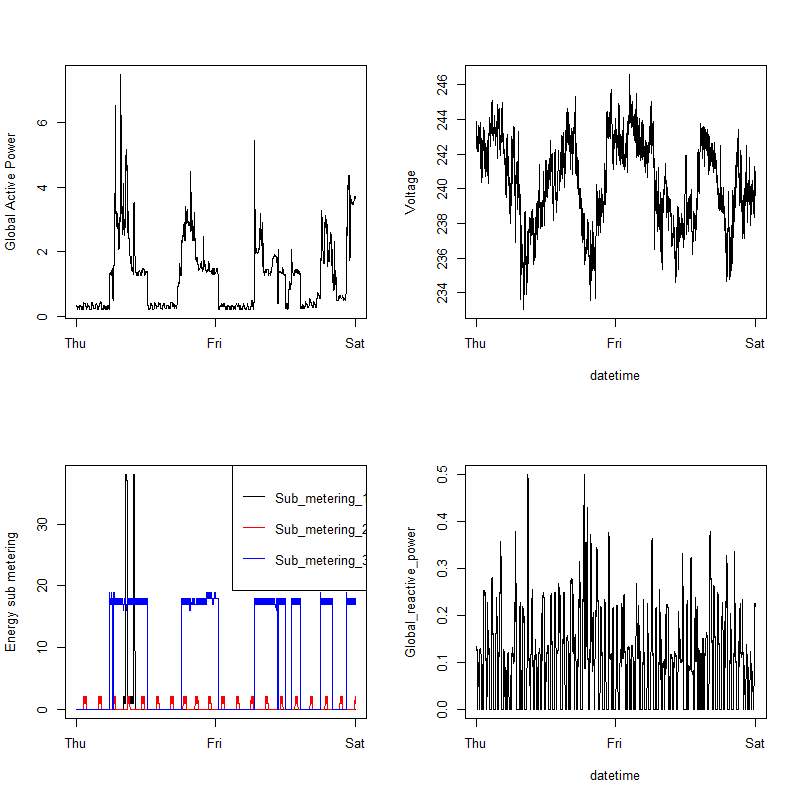 Global Active Power
0 2 4 6
Thu Fri Sat
Voltage
234 236 238 240 242 244 246
Thu Fri Sat
datetime
Energy sub metering
0 10 20 30
Sub_metering_1
Sub_metering_2
Sub_metering_3
Thu Fri Sat
Global_reactive_power
0.0 0.1 0.2 0.3 0.4 0.5
Thu Fri Sat
datetime